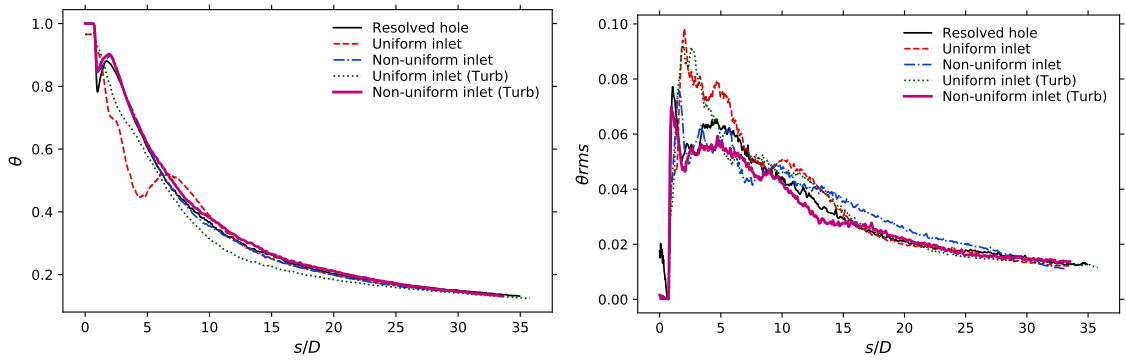 1.0
0.8
0.6
0.4
0.2
θ
0 5 10 15 20 25 30 35
s/D
Resolved hole
Uniform inlet
Non-uniform inlet
Uniform inlet (Turb)
Non-uniform inlet (Turb)
0.10
0.08
0.06
0.04
0.02
0.00
θrms
0 5 10 15 20 25 30 35
s/D
Resolved hole
Uniform inlet
Non-uniform inlet
Uniform inlet (Turb)
Non-uniform inlet (Turb)